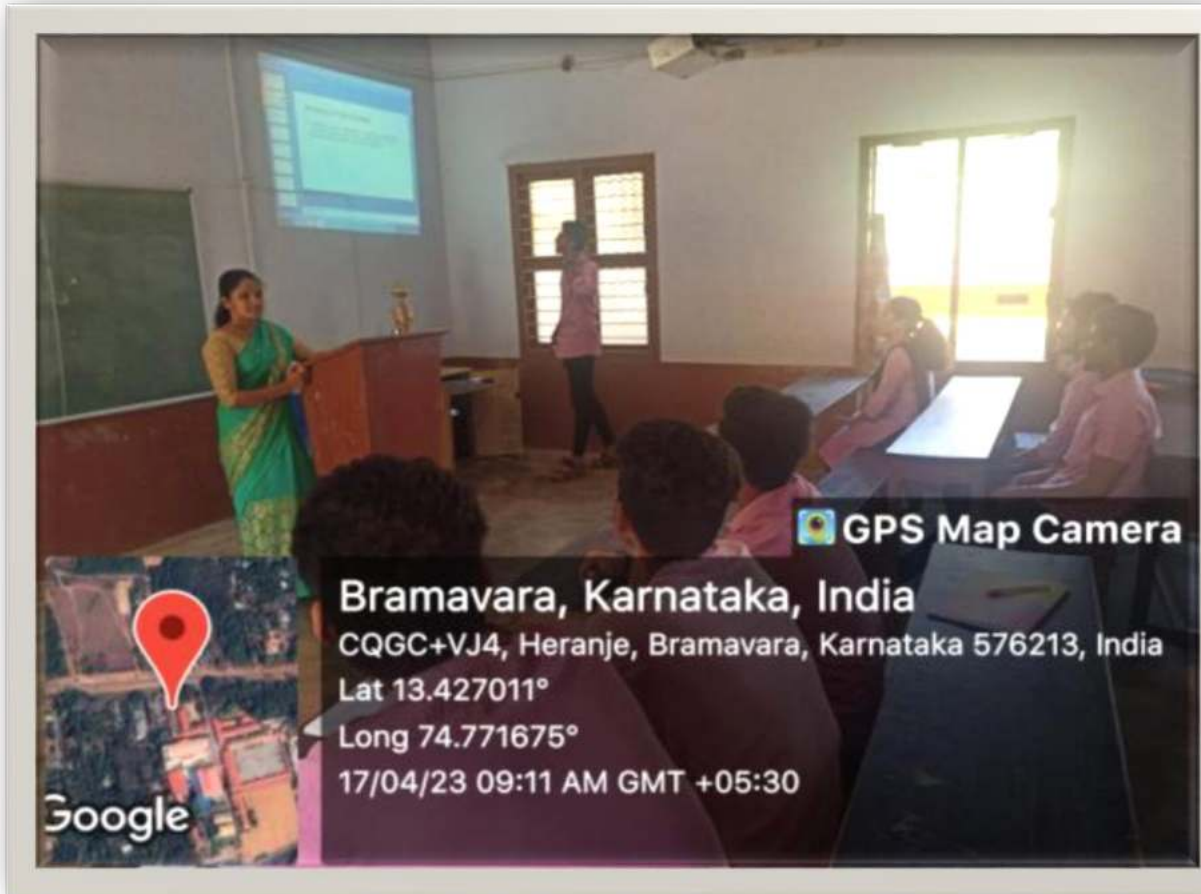 GPS Map Camera
Bramavara, Karnataka, India
CQGC+VJ4, Heranje, Bramavara, Karnataka 576213, India
Lat 13.427011°
Long 74.771675°
17/04/23 09:11 AM GMT +05:30
Google